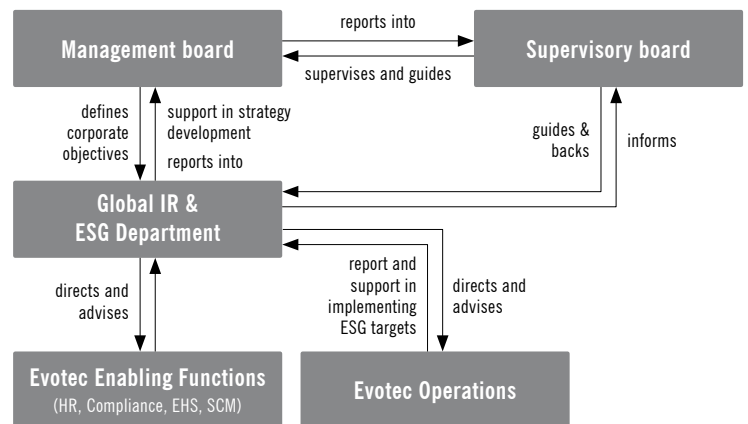 reports into
Management board
Supervisory board
supervises and guides
defines
corporate
objectives
support in strategy
development
reports into
guides &
backs
informs
Global IR &
ESG Department
directs and
advises
report and
support in
implementing
ESG targets
directs and
advises
Evotec Enabling Functions
(HR, Compliance, EHS, SCM)
Evotec Operations